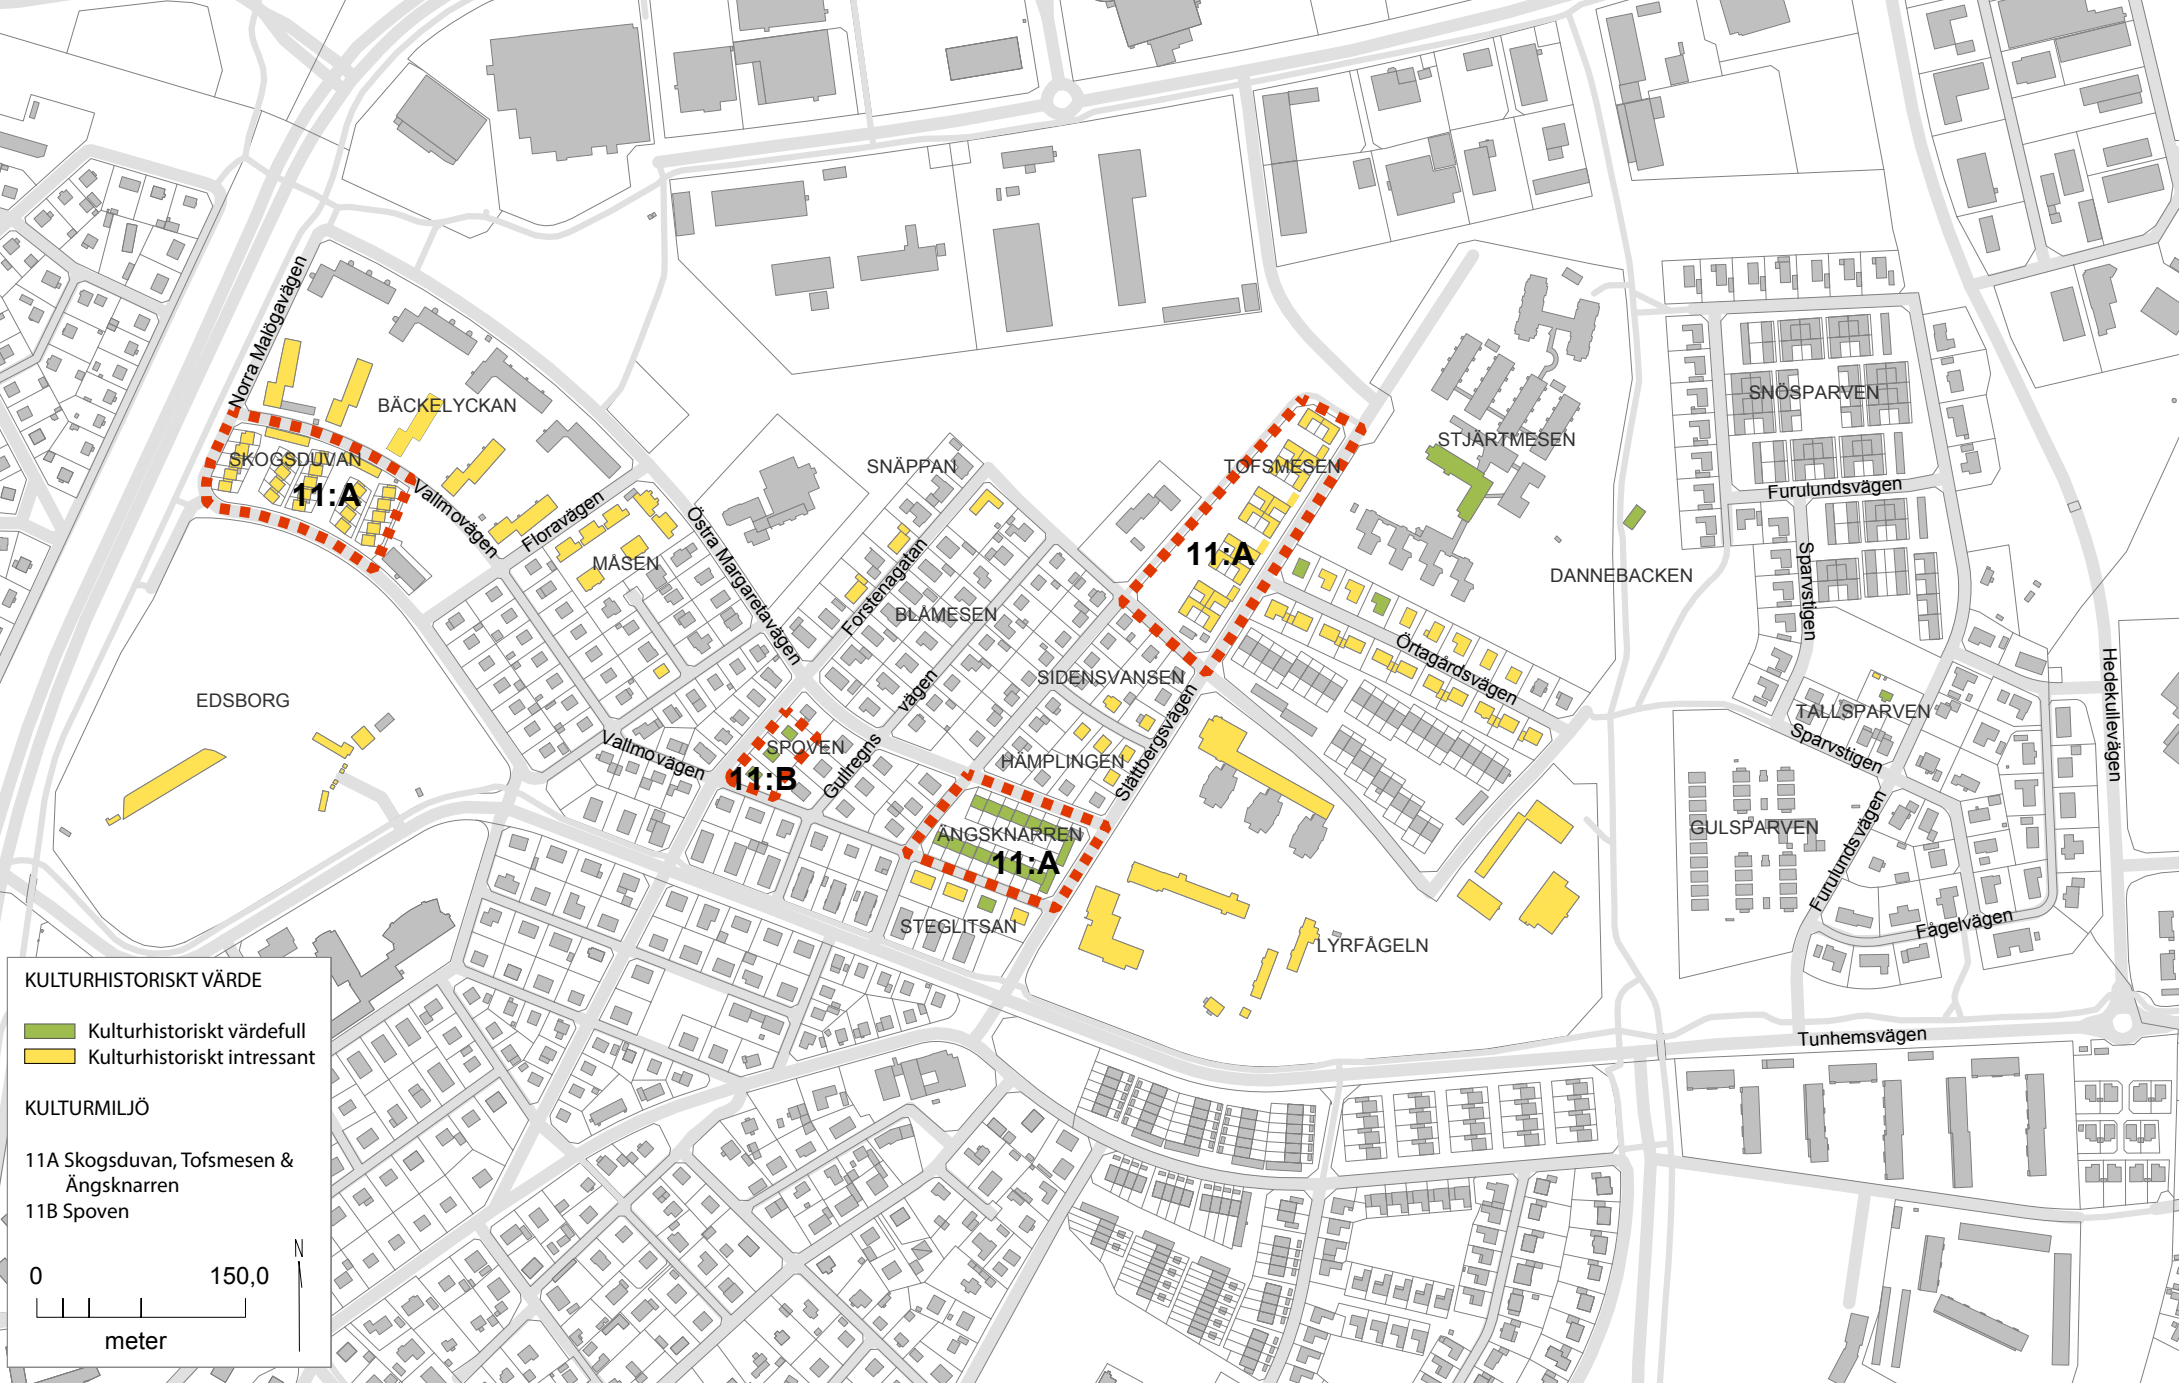 Norra Malögavägen
BÄCKELYCKAN
SKOGSDUVAN
11:A
Vallmovägen
Floravägen
MÅSEN
Östra Margaretavägen
SNÄPPAN
Forstenagatan
BLÅMESEN
TOFSMESEN
11:A
STJÄRTMESEN
DANNEBACKEN
SNÖSPARVEN
Furulundsvägen
Sparvstigen
EDSBORG
Vallmovägen
SPOVEN
11:B
Gullregns
vägen
SIDENSVANSEN
HÄMPLINGEN
Slättbergsvägen
Örtagårdsvägen
ÄNGSKNARREN
11:A
STEGLITSAN
LYRFÅGELN
TALLSPARVEN
Sparvstigen
Hedekullevägen
GULSPARVEN
Furulundsvägen
Fågelvägen
Tunhemsvägen
KULTURHISTORISKT VÄRDE
Kulturhistoriskt värdefull
Kulturhistoriskt intressant
KULTURMILJÖ
11A Skogsduvan, Tofsmesen &
Ängsknarren
11B Spoven
N
0 150,0
meter